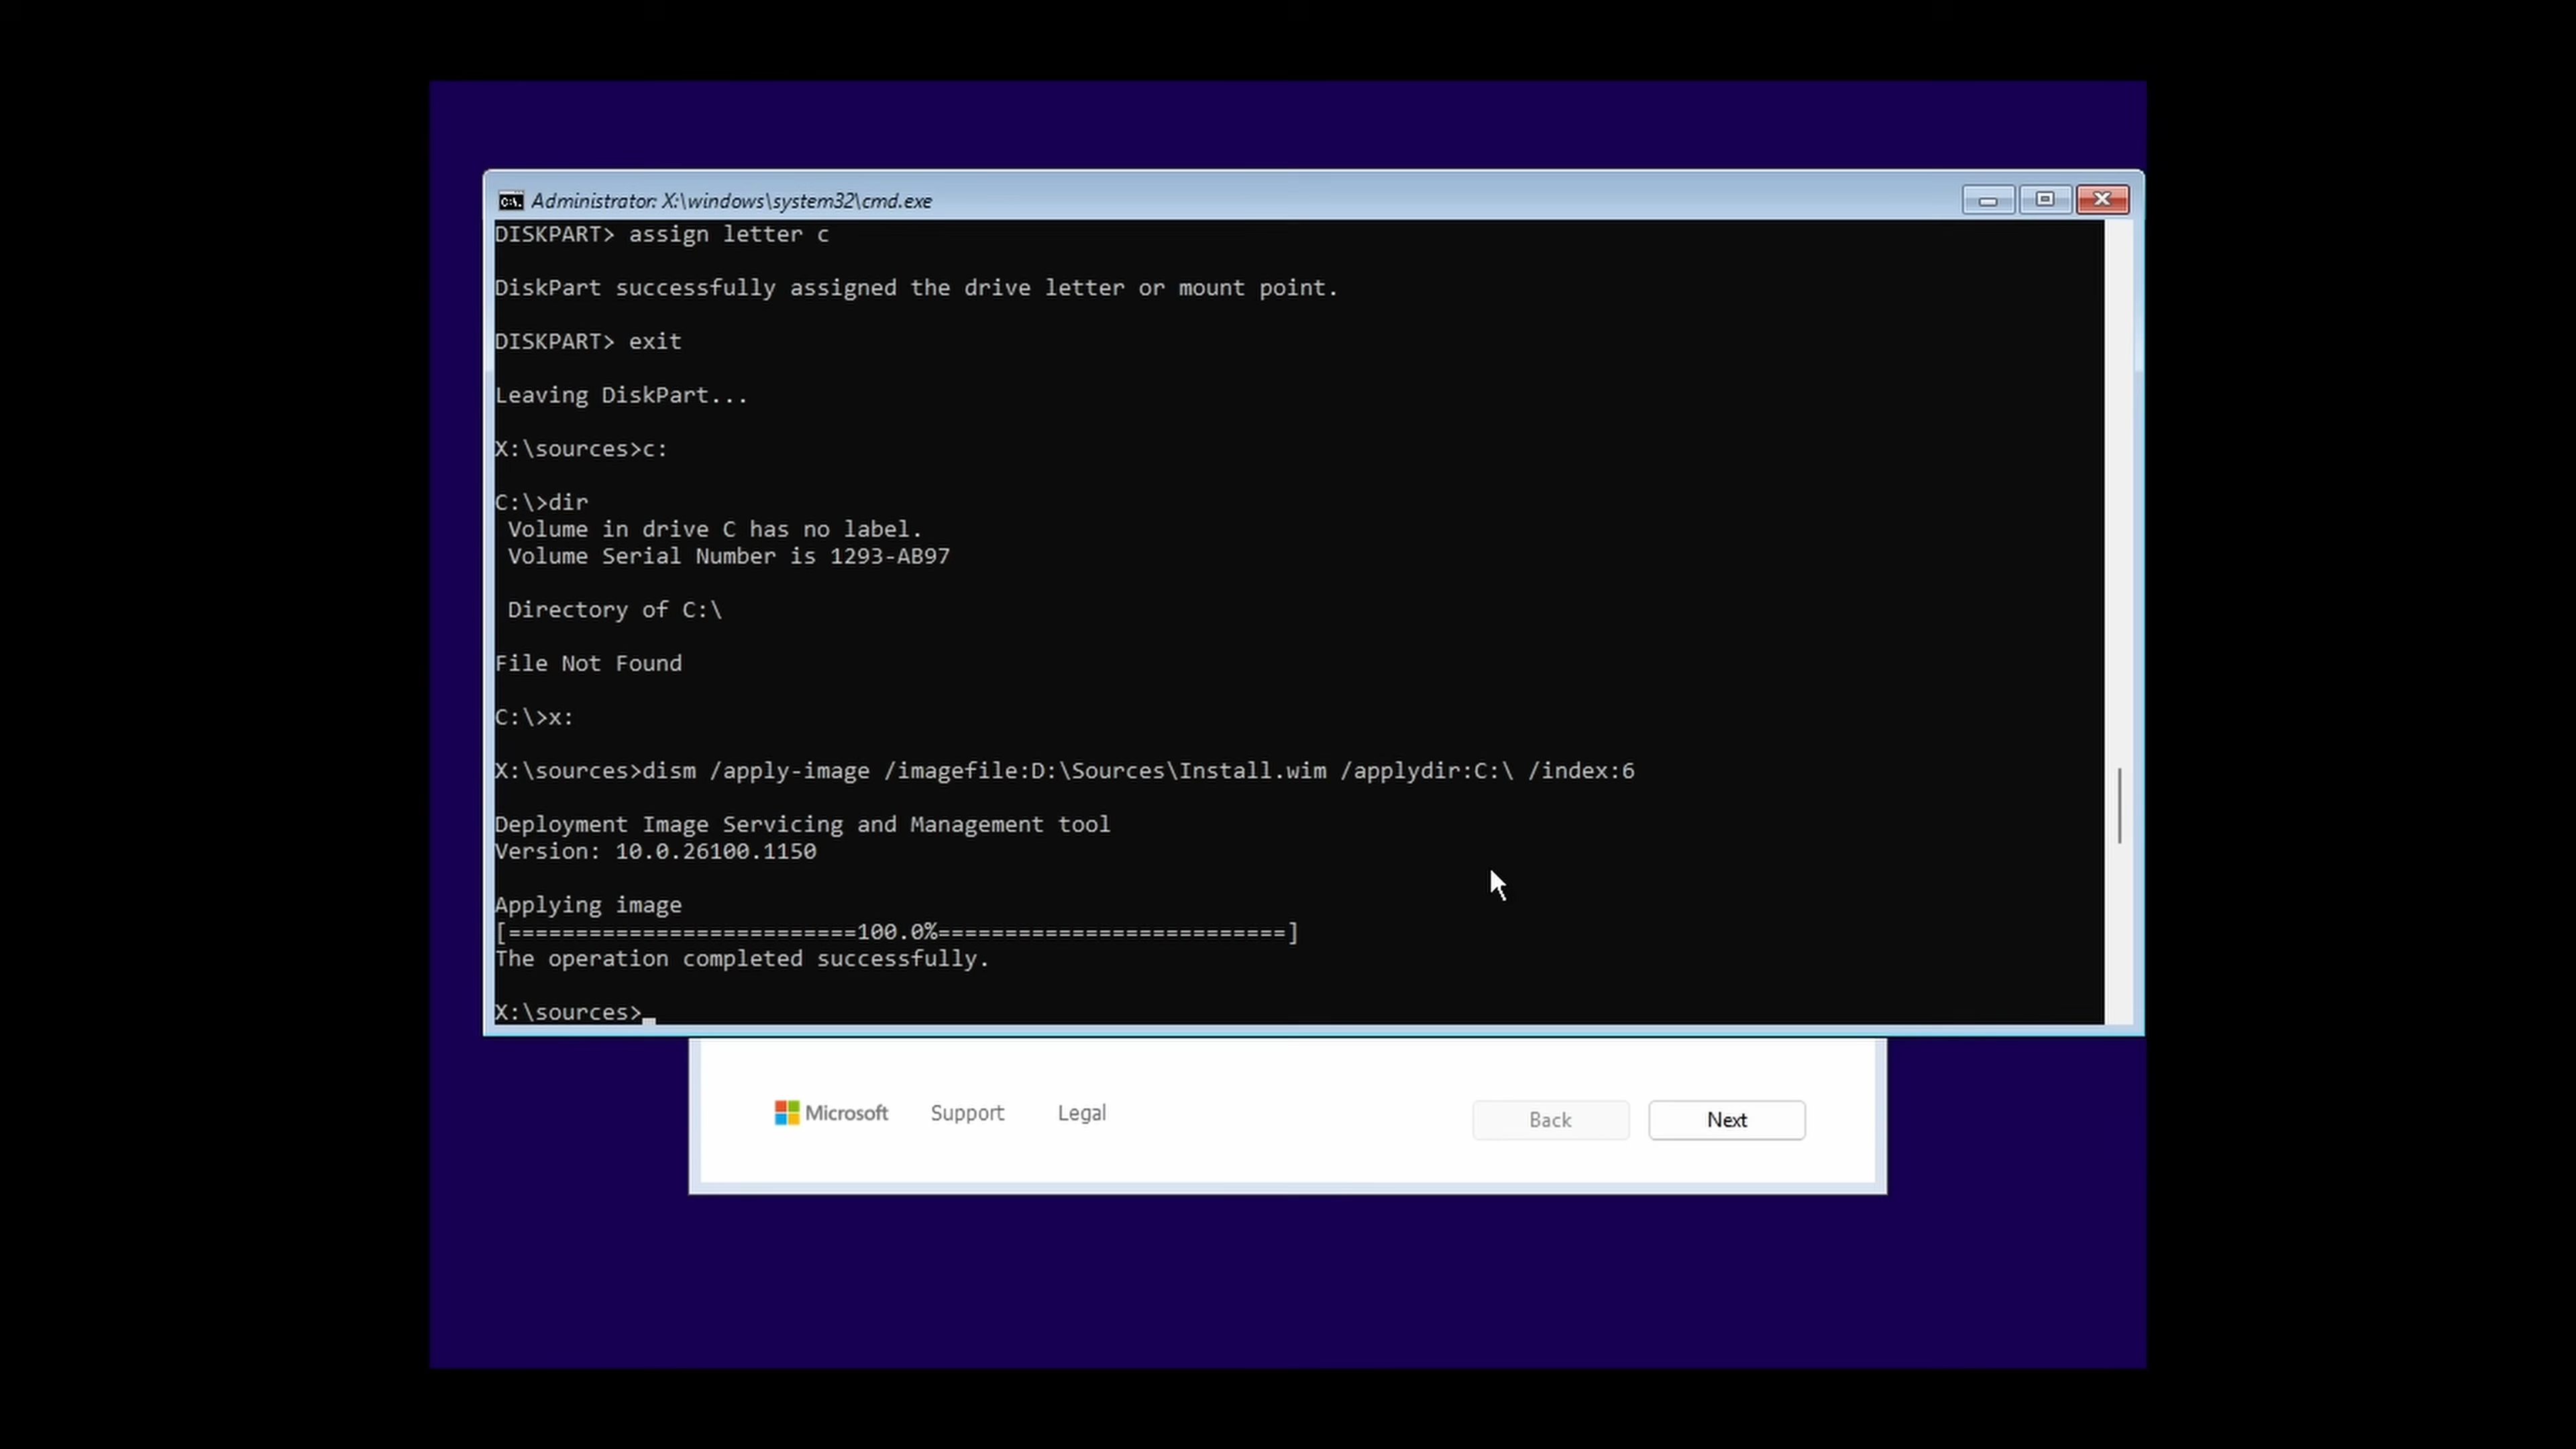 Administrator: X:\windows\system32\cmd.exe
DISKPART> assign letter c
DiskPart successfully assigned the drive letter or mount point.
DISKPART> exit
Leaving DiskPart...
X:\sources>c:
C:\>dir
Volume in drive C has no label.
Volume Serial Number is 1293-AB97
Directory of C:\
File Not Found
C:\>x:
X:\sources>dism /apply-image /imagefile:D:\Sources\Install.wim /applydir:C:\ /index:6
Deployment Image Servicing and Management tool
Version: 10.0.26100.1150
Applying image
[==========================100.0%==========================]
The operation completed successfully.
X:\sources>
Microsoft Support Legal Back Next